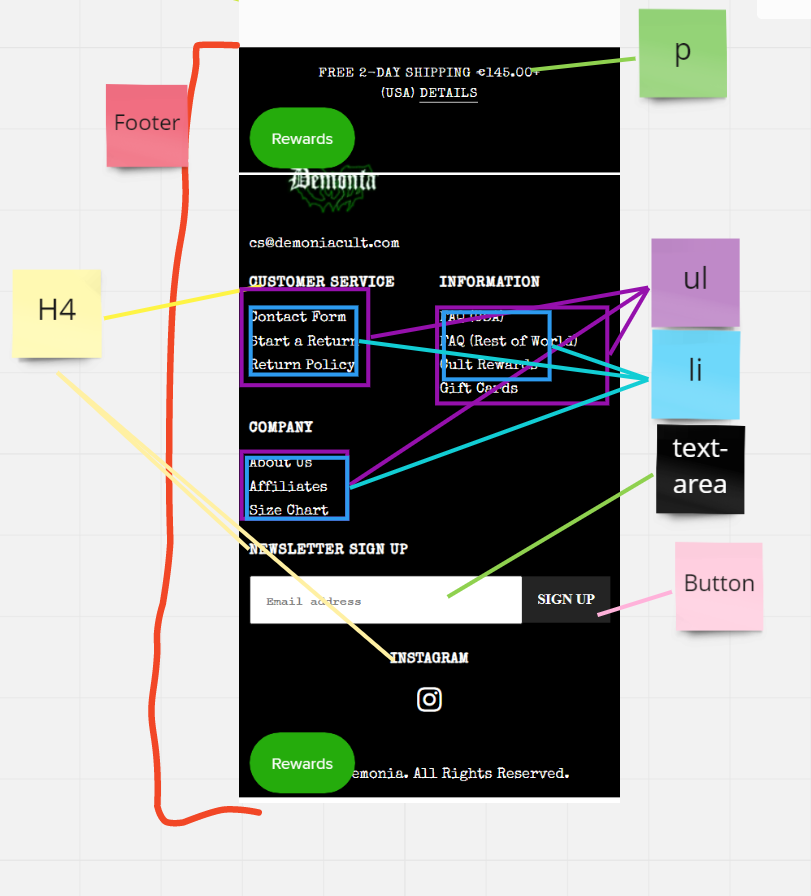 FREE 2-DAY SHIPPING €145.00+
(USA) DETAILS
p
Footer
Rewards
Demonia
cs@demoniacult.com
CUSTOMER SERVICE
INFORMATION
ul
H4
Contact Form
Start a Return
Return Policy
FAQ (USA)
FAQ (Rest of World)
Cult Rewards
Gift Cards
li
COMPANY
About Us
Affiliates
Size Chart
text-
area
NEWSLETTER SIGN UP
Email address
SIGN UP
Button
INSTAGRAM
Rewards
emonia. All Rights Reserved.